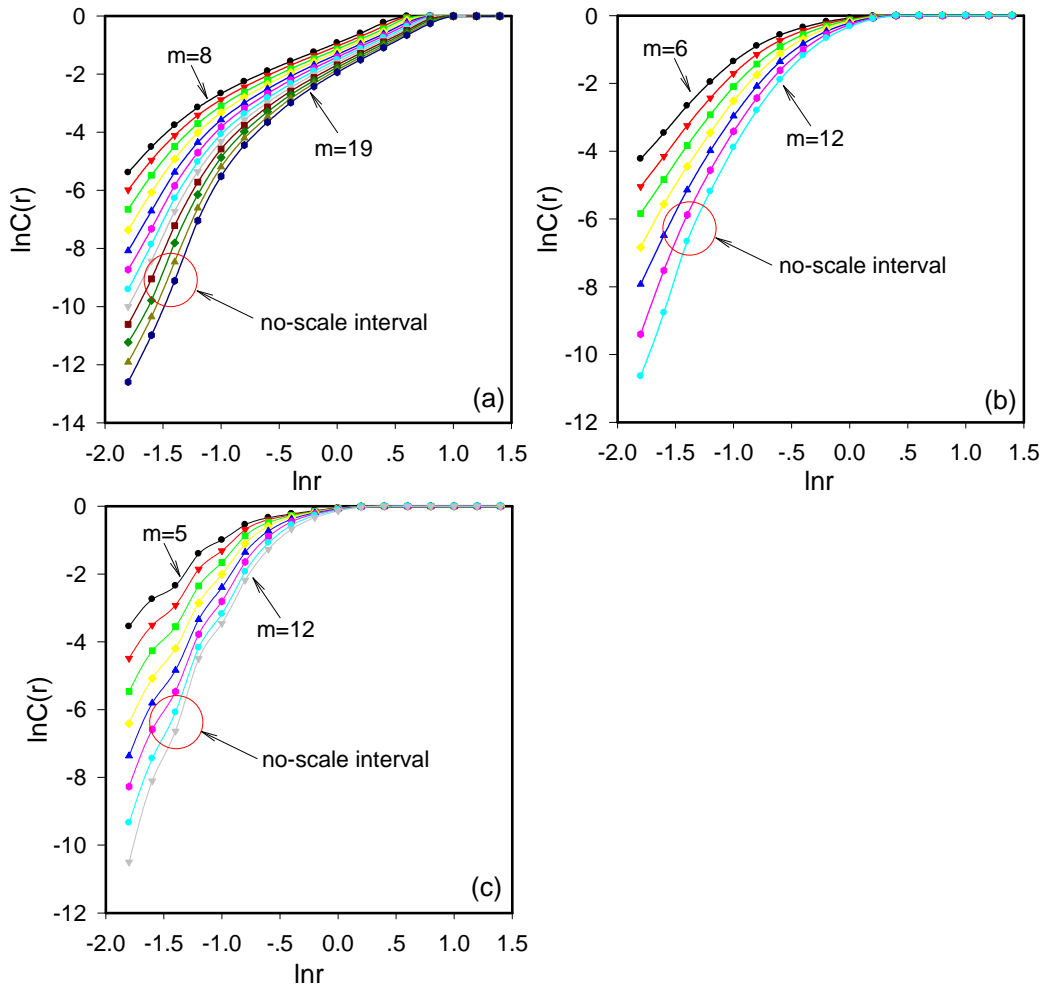 0
-2
-4
-6
-8
-10
-12
-14
lnC(r)
m=8
m=19
no-scale interval
(a)
-2.0 -1.5 -1.0 -.5 0.0 .5 1.0 1.5
lnr
0
-2
-4
-6
-8
-10
-12
lnC(r)
m=6
m=12
no-scale interval
(b)
-2.0 -1.5 -1.0 -.5 0.0 .5 1.0 1.5
lnr
0
-2
-4
-6
-8
-10
-12
lnC(r)
m=5
m=12
no-scale interval
(c)
-2.0 -1.5 -1.0 -.5 0.0 .5 1.0 1.5
lnr